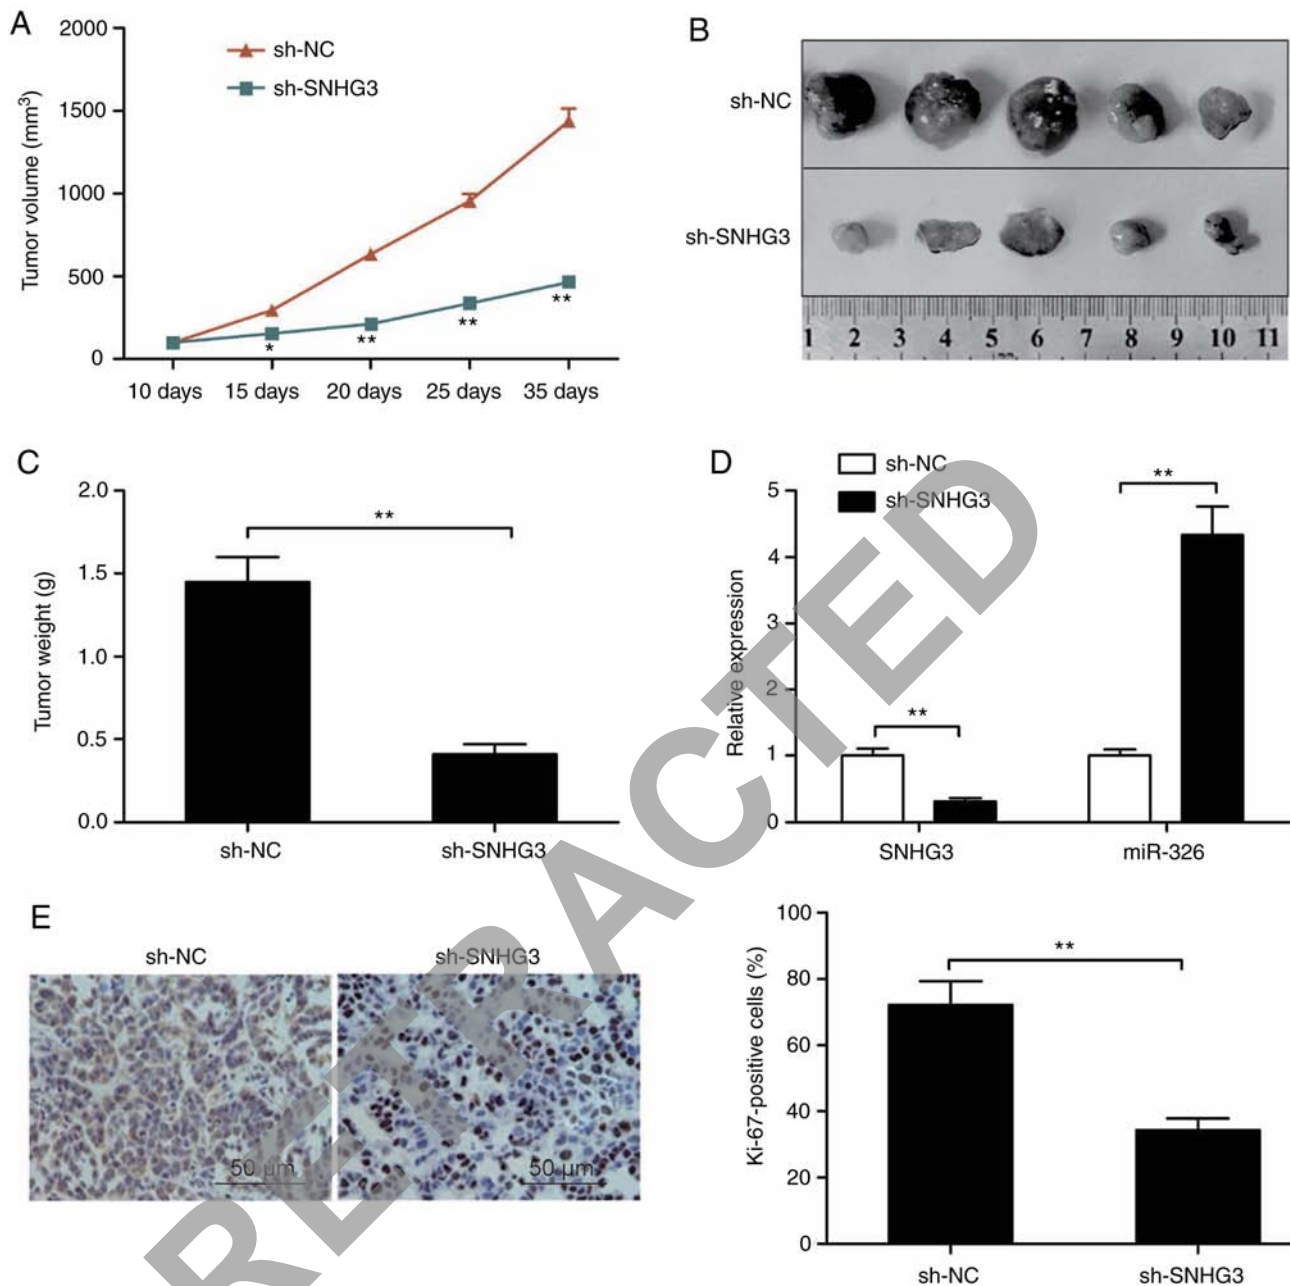 A
2000
1500
1000
500
0
Tumor volume (mm³)
sh-NC
sh-SNHG3
*
**
**
**
10 days 15 days 20 days 25 days 35 days
B
sh-NC
sh-SNHG3
1 2 3 4 5 6 7 8 9 10 11
C
2.0
1.5
1.0
0.5
0.0
Tumor weight (g)
**
sh-NC sh-SNHG3
D
sh-NC
sh-SNHG3
5
4
3
2
1
0
Relative expression
**
**
SNHG3 miR-326
E
sh-NC sh-SNHG3
50 µm 50 µm
100
80
60
40
20
0
Ki-67-positive cells (%)
**
sh-NC sh-SNHG3
RETRACTED